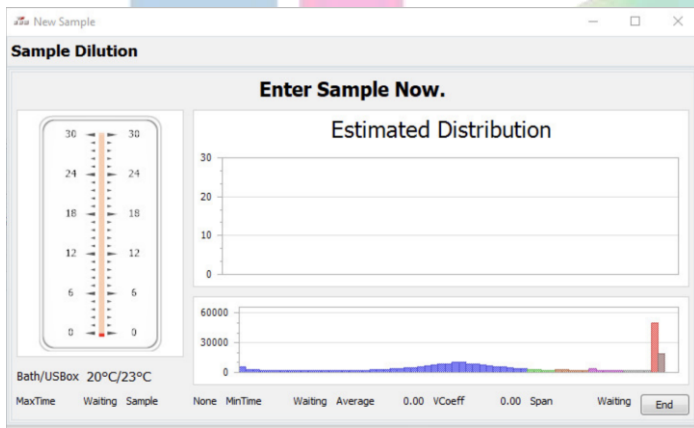 New Sample
Sample Dilution
Enter Sample Now.
30 30
24 24
18 18
12 12
6 6
0 0
Estimated Distribution
30
20
10
0
60000
30000
0
Bath/USBox 20°C/23°C
MaxTime Waiting Sample None MinTime Waiting Average 0.00 VCoeff 0.00 Span Waiting End